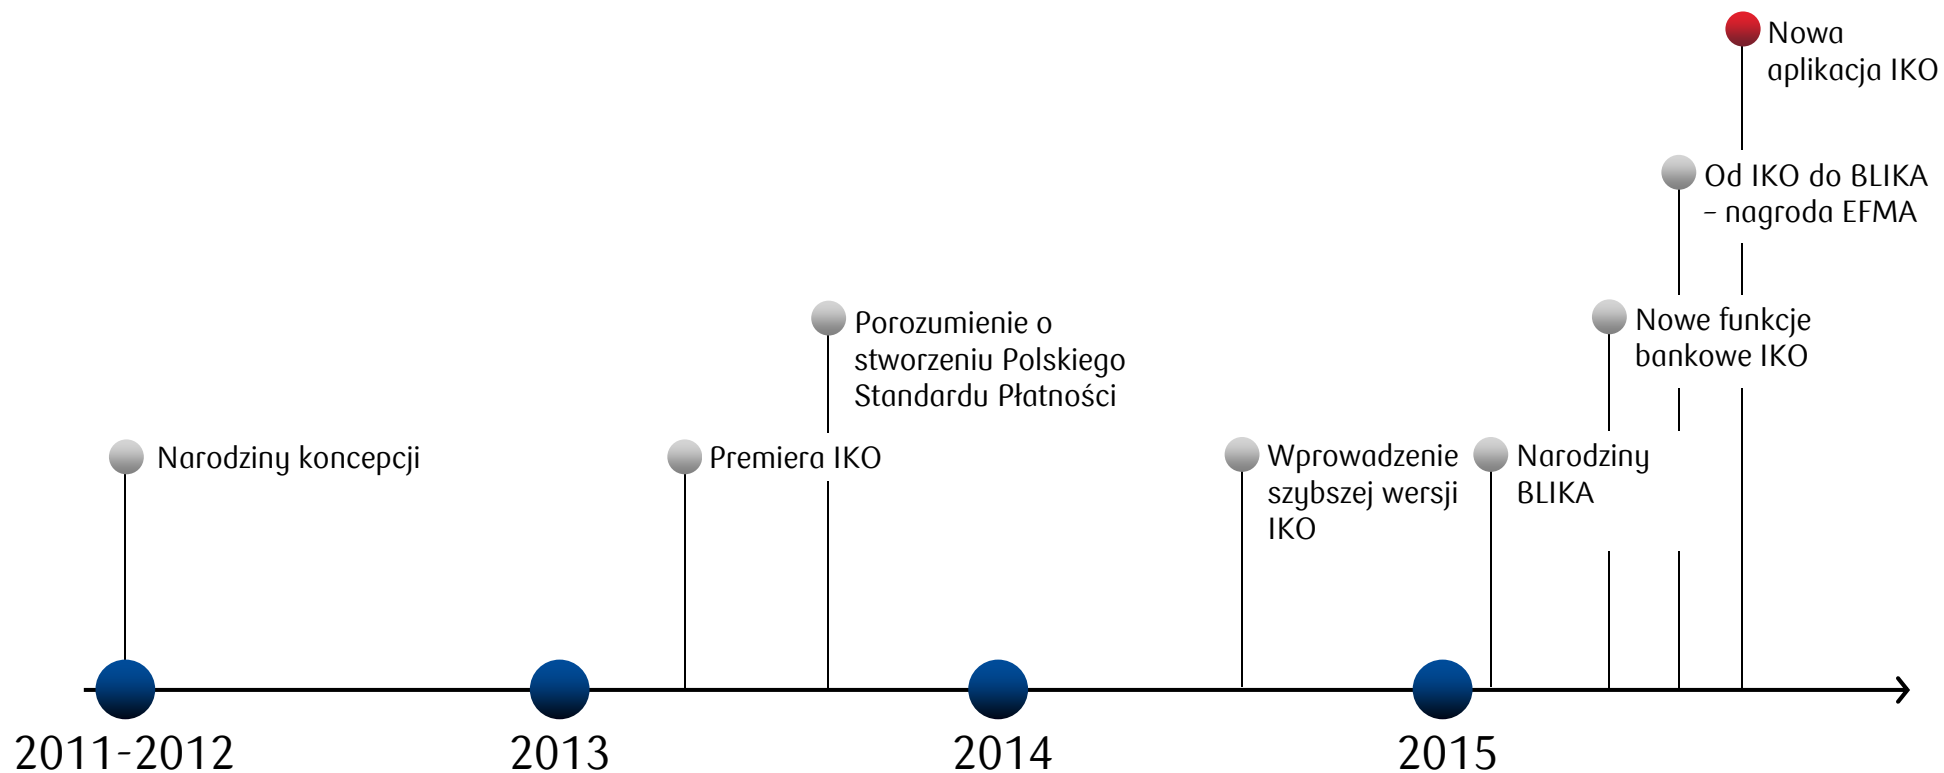 Nowa
aplikacja IKO
Od IKO do BLIKA
– nagroda EFMA
Porozumienie o
stworzeniu Polskiego
Standardu Płatności
Nowe funkcje
bankowe IKO
Narodziny koncepcji
Premiera IKO
Wprowadzenie
szybszej wersji
IKO
Narodziny
BLIKA
2011-2012
2013
2014
2015